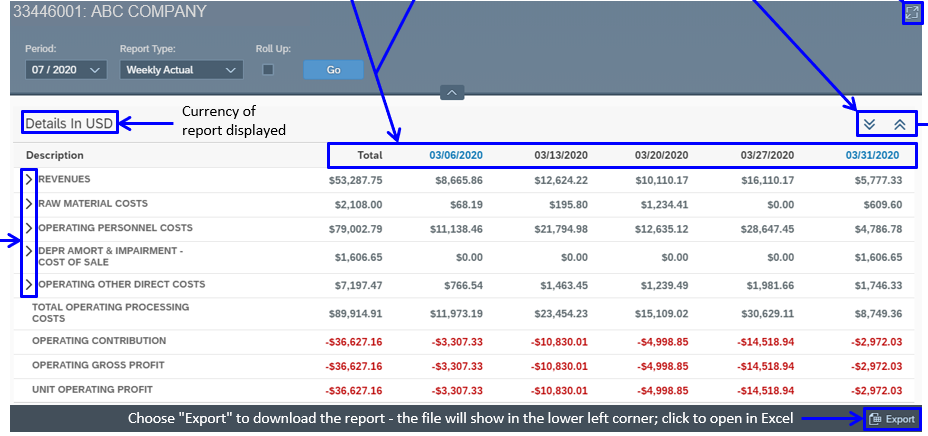 33446001: ABC COMPANY
Period: Report Type: Roll Up:
07 / 2020 Weekly Actual Go
Details In USD
Currency of
report displayed
Description Total 03/06/2020 03/13/2020 03/20/2020 03/27/2020 03/31/2020
REVENUES $53,287.75 $8,665.86 $12,624.22 $10,110.17 $16,110.17 $5,777.33
RAW MATERIAL COSTS $2,108.00 $68.19 $195.80 $1,234.41 $0.00 $609.60
OPERATING PERSONNEL COSTS $79,002.79 $11,138.46 $21,794.98 $12,635.12 $28,647.45 $4,786.78
DEPR AMORT & IMPAIRMENT -
COST OF SALE $1,606.65 $0.00 $0.00 $0.00 $0.00 $1,606.65
OPERATING OTHER DIRECT COSTS $7,197.47 $766.54 $1,463.45 $1,239.49 $1,981.66 $1,746.33
TOTAL OPERATING PROCESSING
COSTS $89,914.91 $11,973.19 $23,454.23 $15,109.02 $30,629.11 $8,749.36
OPERATING CONTRIBUTION -$36,627.16 -$3,307.33 -$10,830.01 -$4,998.85 -$14,518.94 -$2,972.03
OPERATING GROSS PROFIT -$36,627.16 -$3,307.33 -$10,830.01 -$4,998.85 -$14,518.94 -$2,972.03
UNIT OPERATING PROFIT -$36,627.16 -$3,307.33 -$10,830.01 -$4,998.85 -$14,518.94 -$2,972.03
Choose "Export" to download the report - the file will show in the lower left corner; click to open in Excel Export